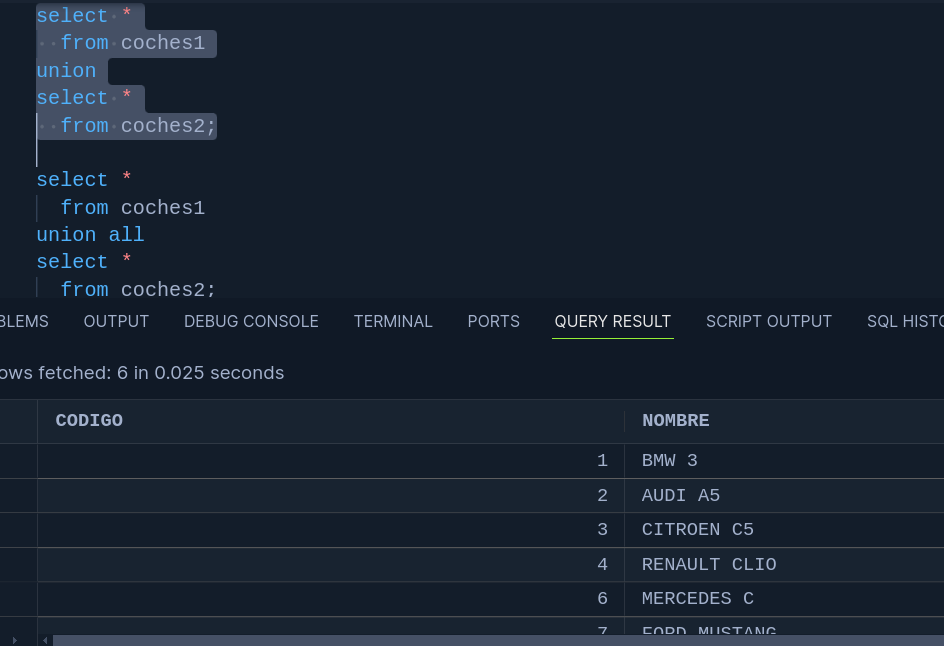 select *
from coches1
union
select *
from coches2;
select *
from coches1
union all
select *
from coches2;
BLEMS OUTPUT DEBUG CONSOLE TERMINAL PORTS QUERY RESULT SCRIPT OUTPUT SQL HISTO
ows fetched: 6 in 0.025 seconds
CODIGO NOMBRE
1 BMW 3
2 AUDI A5
3 CITROEN C5
4 RENAULT CLIO
6 MERCEDES C
7 FORD MUSTANG